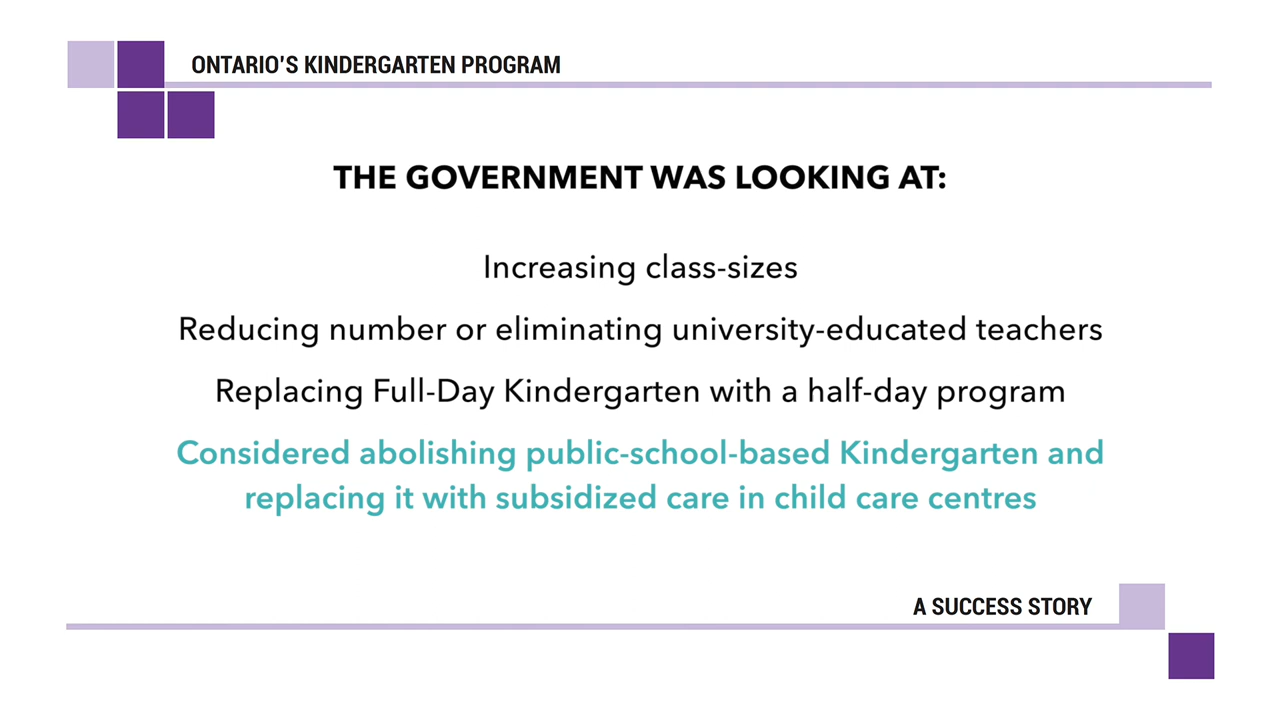 ONTARIO'S KINDERGARTEN PROGRAM
THE GOVERNMENT WAS LOOKING AT:
Increasing class-sizes
Reducing number or eliminating university-educated teachers
Replacing Full-Day Kindergarten with a half-day program
Considered abolishing public-school-based Kindergarten and
replacing it with subsidized care in child care centres
A SUCCESS STORY